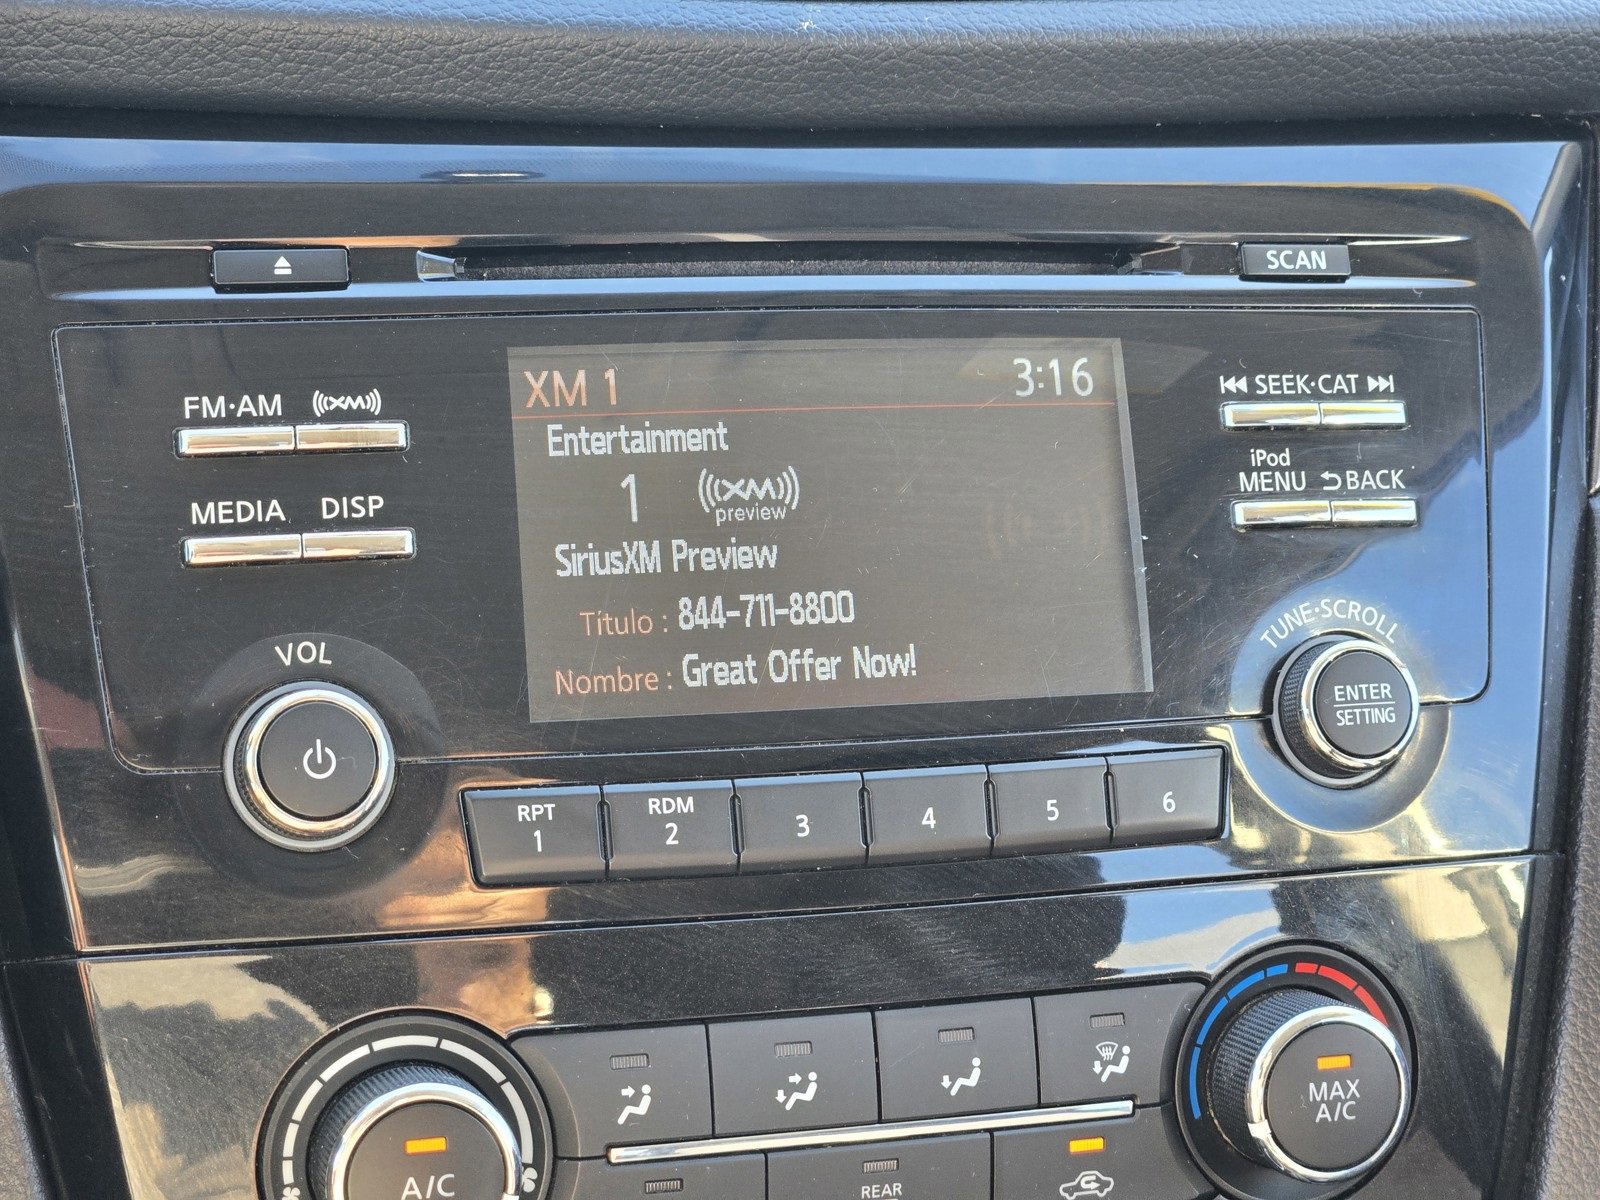 SCAN
FM·AM XM
SEEK·CAT
MEDIA DISP
iPod
MENU BACK
XM 1 3:16
Entertainment
1 XM
preview
SiriusXM Preview
Título : 844-711-8800
Nombre : Great Offer Now!
VOL
TUNE·SCROLL
ENTER
SETTING
RPT
1
RDM
2
3
4
5
6
MAX
A/C
A/C
REAR